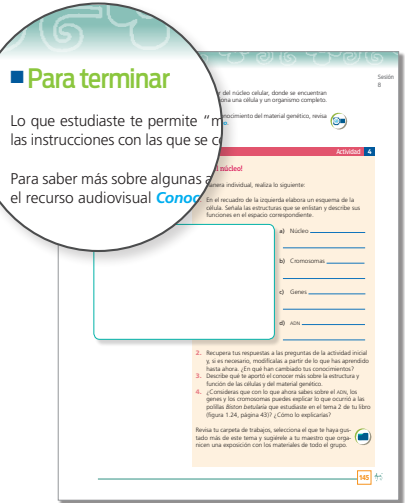 ■ Para terminar
Lo que estudiaste te permite “m
las instrucciones con las que se c
Para saber más sobre algunas a
el recurso audiovisual Conoc
Sesión
8
r del núcleo celular, donde se encuentran
ona una célula y un organismo completo.
nocimiento del material genético, revisa
Actividad 4
l núcleo!
anera individual, realiza lo siguiente:
En el recuadro de la izquierda elabora un esquema de la
célula. Señala las estructuras que se enlistan y describe sus
funciones en el espacio correspondiente.
a) Núcleo
b) Cromosomas
c) Genes
d) ADN
2. Recupera tus respuestas a las preguntas de la actividad inicial
y, si es necesario, modifícalas a partir de lo que has aprendido
hasta ahora. ¿En qué han cambiado tus conocimientos?
3. Describe qué te aportó el conocer más sobre la estructura y
función de las células y del material genético.
4. ¿Consideras que con lo que ahora sabes sobre el ADN, los
genes y los cromosomas puedes explicar lo que ocurrió a las
polillas Biston betularia que estudiaste en el tema 2 de tu libro
(figura 1.24, página 43)? ¿Cómo lo explicarías?
Revisa tu carpeta de trabajos, selecciona el que te haya gus-
tado más de este tema y sugiérele a tu maestro que orga-
nicen una exposición con los materiales de todo el grupo.
145